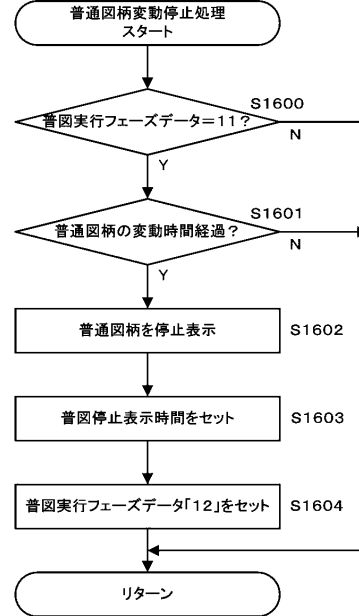 普通図柄変動停止処理
スタート
S1600
普図実行フェーズデータ=11?
N
Y
S1601
普通図柄の変動時間経過?
N
Y
普通図柄を停止表示
S1602
普図停止表示時間をセット
S1603
普図実行フェーズデータ「12」をセット
S1604
リターン